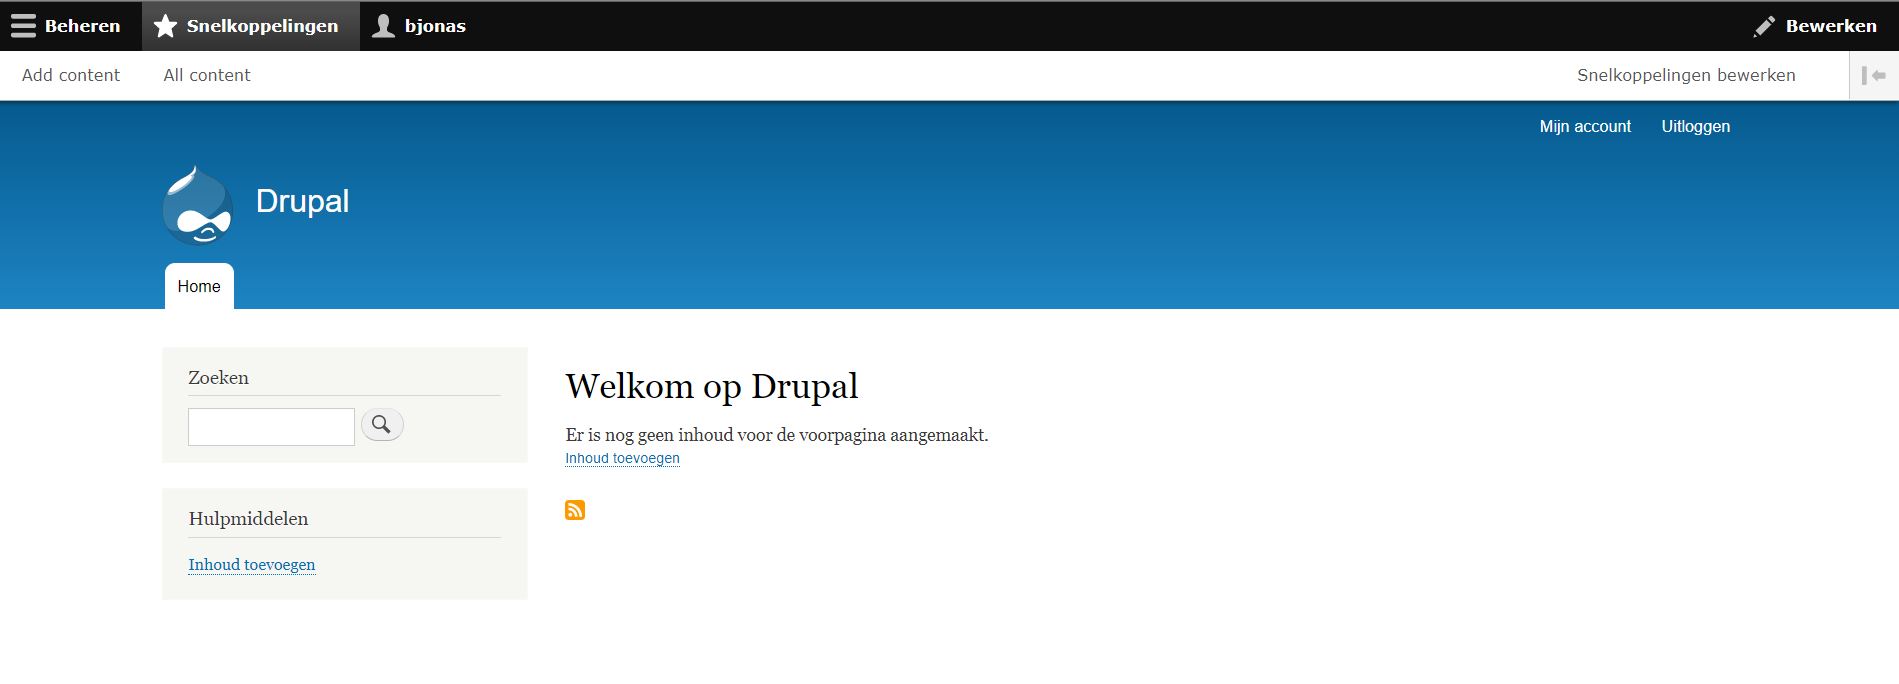 Beheren Snelkoppelingen bjonas Bewerken
Add content All content Snelkoppelingen bewerken
Mijn account Uitloggen
Drupal
Home
Zoeken
Welkom op Drupal
Er is nog geen inhoud voor de voorpagina aangemaakt.
Inhoud toevoegen
Hulpmiddelen
Inhoud toevoegen